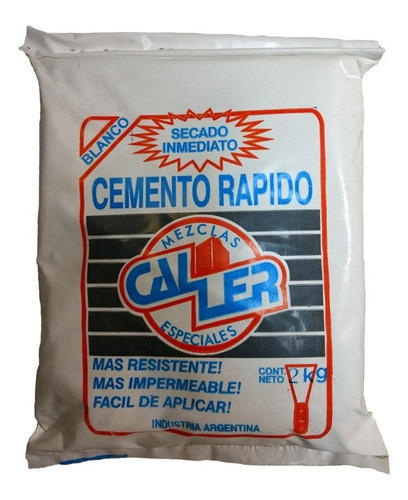 BLANCO
SECADO
INMEDIATO
CEMENTO RAPIDO
MEZCLAS
CALLER
ESPECIALES
MAS RESISTENTE!
MAS IMPERMEABLE!
FACIL DE APLICAR!
CONT.
NETO 2 kg
INDUSTRIA ARGENTINA